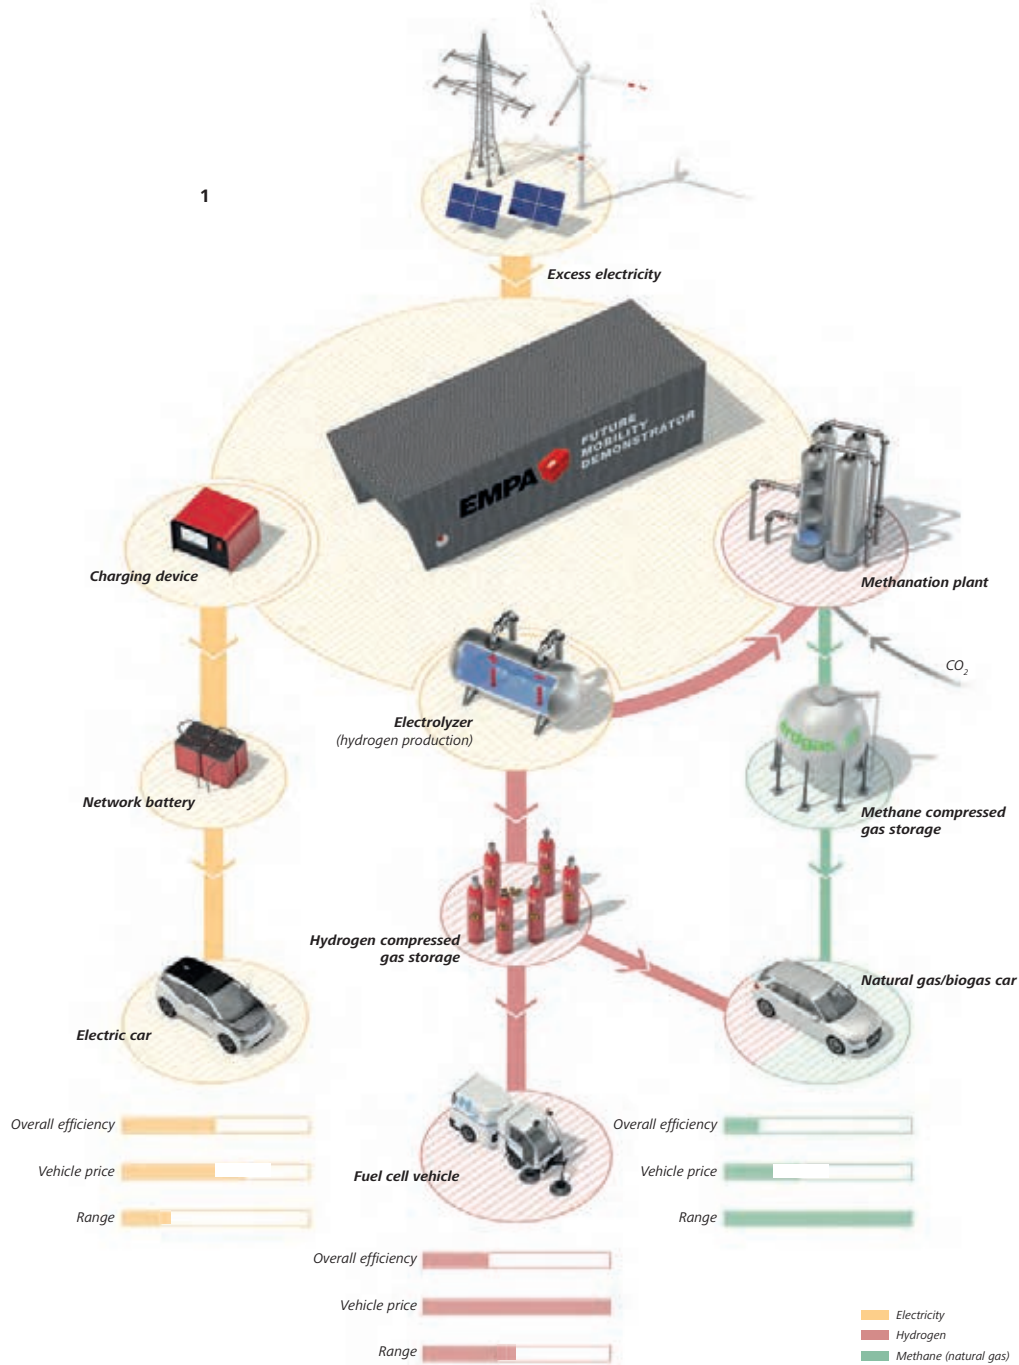 1
Excess electricity
FUTURE
MOBILITY
DEMONSTRATOR
EMPA
Charging device
Methanation plant
CO2
Electrolyzer
(hydrogen production)
erdgas
Network battery
Methane compressed
gas storage
Hydrogen compressed
gas storage
Natural gas/biogas car
Electric car
Overall efficiency
Vehicle price
Range
Fuel cell vehicle
Overall efficiency
Vehicle price
Range
Overall efficiency
Vehicle price
Range
Electricity
Hydrogen
Methane (natural gas)